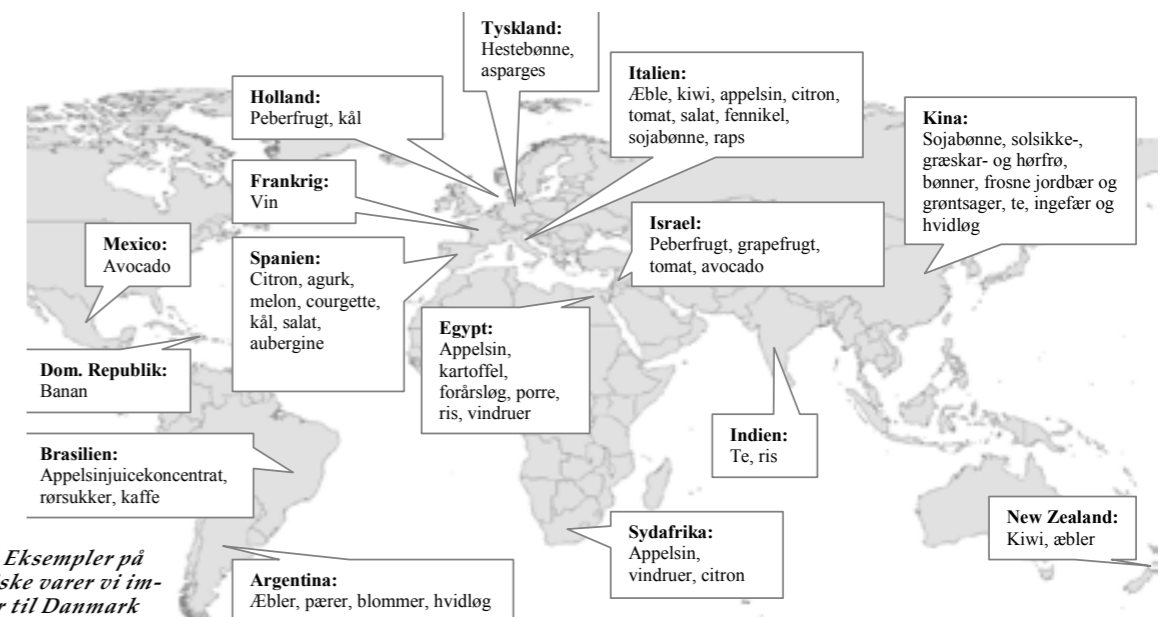 Tyskland:
Hestebønne,
asparges
Holland:
Peberfrugt, kål
Italien:
Æble, kiwi, appelsin, citron,
tomat, salat, fennikel,
sojabønne, raps
Kina:
Sojabønne, solsikke-,
græskar- og hørfrø,
bønner, frosne jordbær og
grøntsager, te, ingefær og
hvidløg
Frankrig:
Vin
Israel:
Peberfrugt, grapefrugt,
tomat, avocado
Mexico:
Avocado
Spanien:
Citron, agurk,
melon, courgette,
kål, salat,
aubergine
Egypt:
Appelsin,
kartoffel,
forårsløg, porre,
ris, vindruer
Dom. Republik:
Banan
Indien:
Te, ris
Brasilien:
Appelsinjuicekoncentrat,
rørsukker, kaffe
New Zealand:
Kiwi, æbler
Sydafrika:
Appelsin,
vindruer, citron
Argentina:
Æbler, pærer, blommer, hvidløg
Eksempler på
varer vi im-
til Danmark